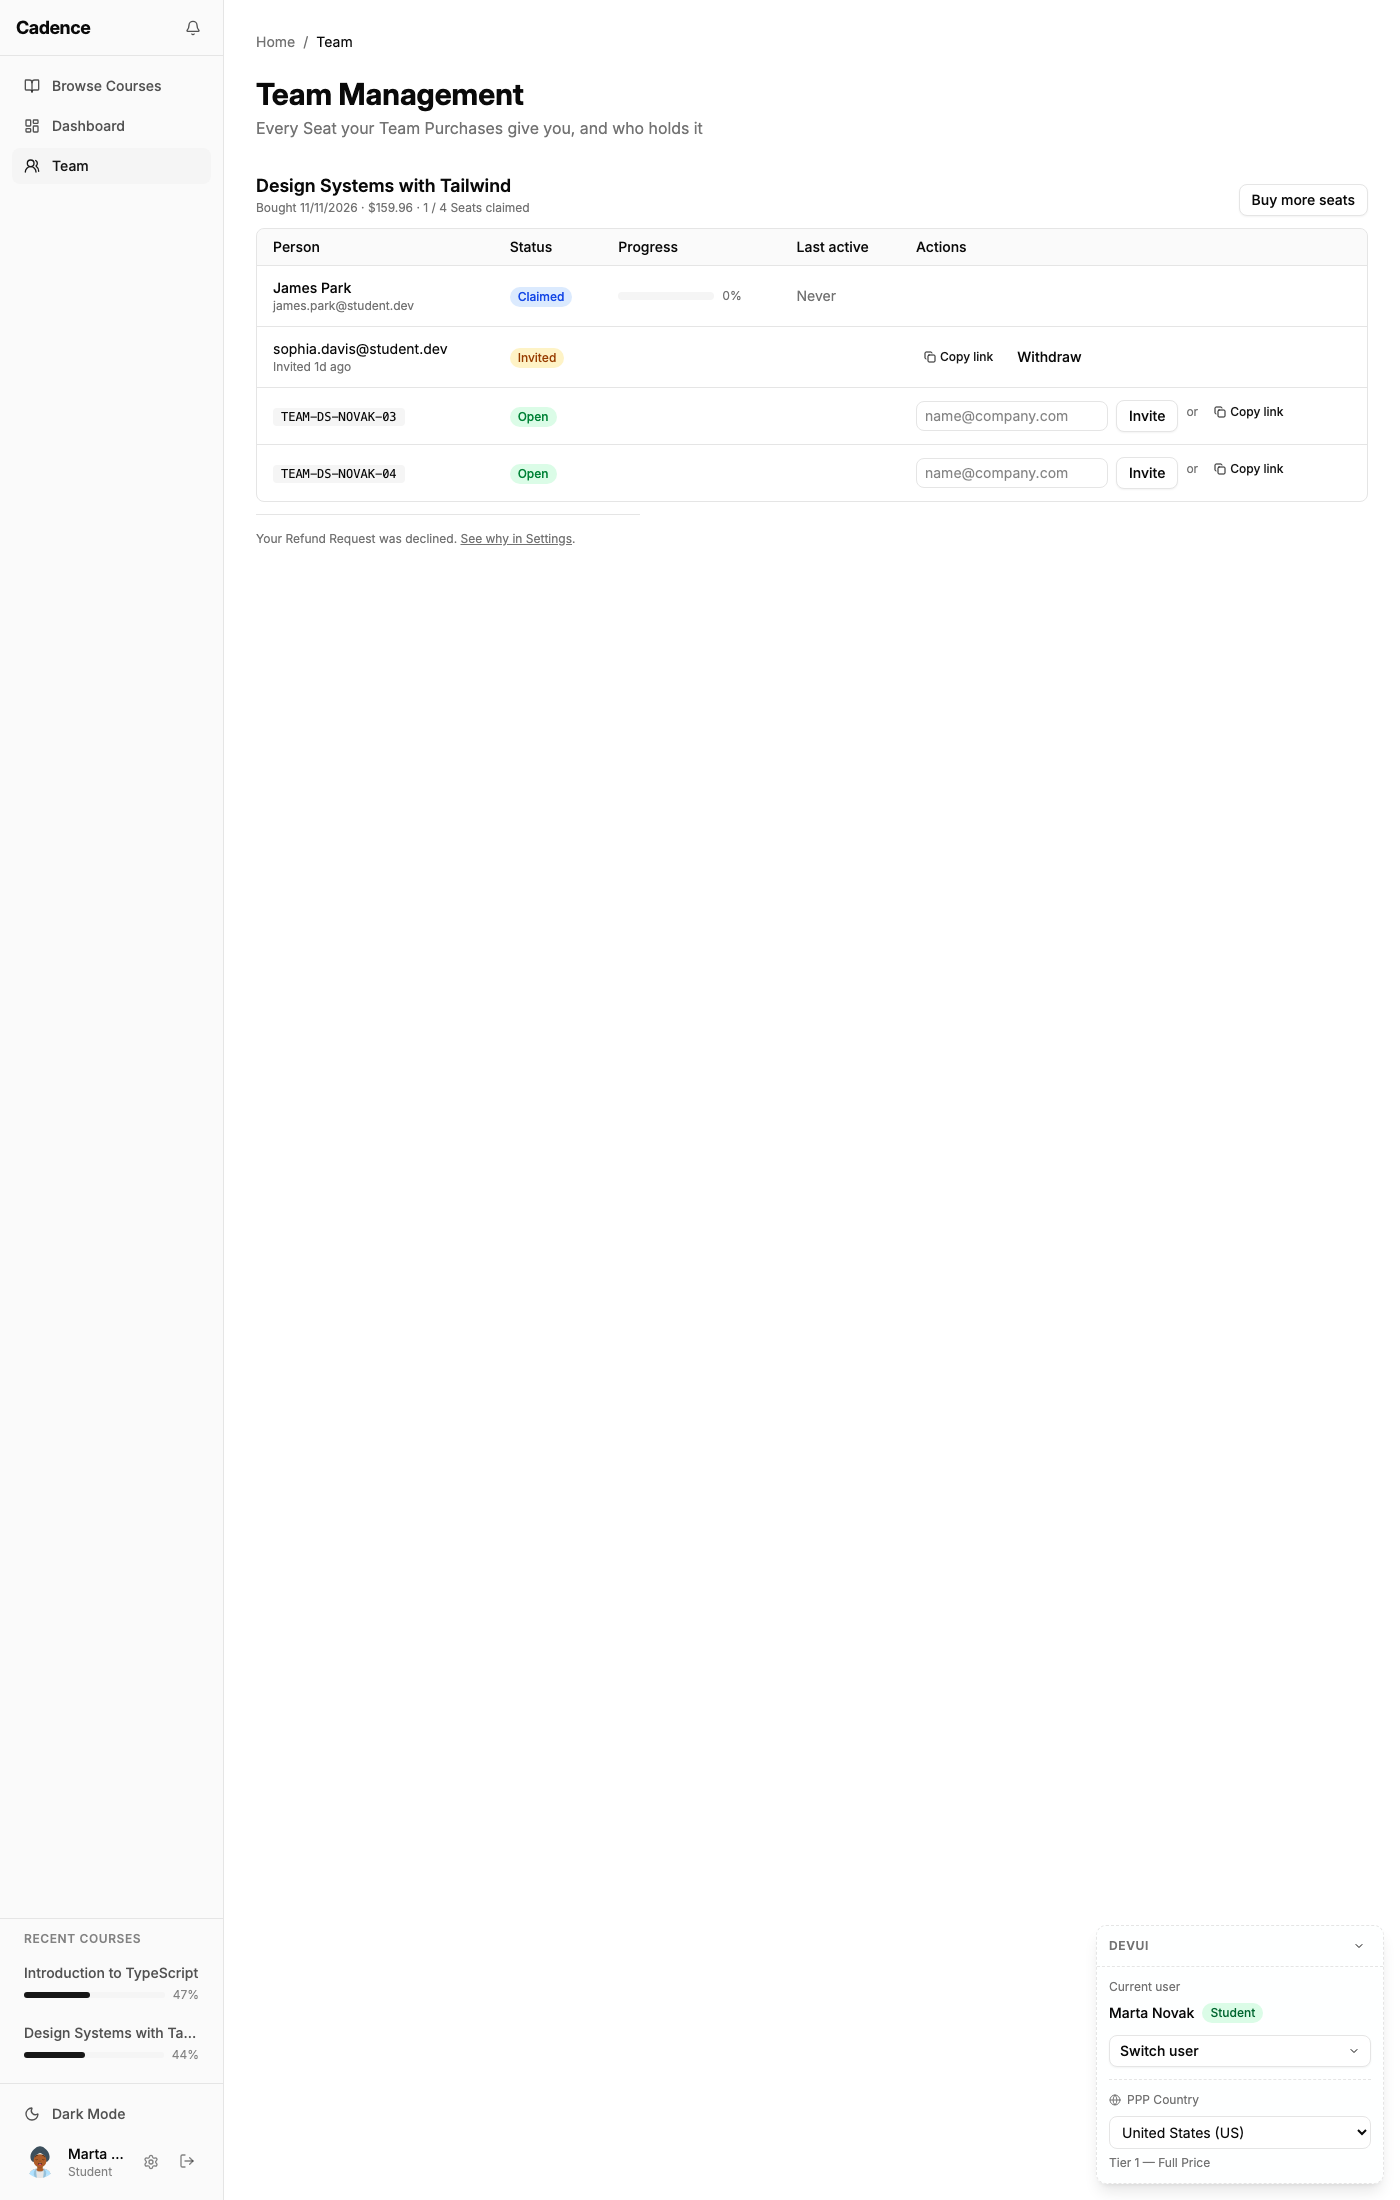 Cadence
Browse Courses
Dashboard
Team
Home / Team
Team Management
Every Seat your Team Purchases give you, and who holds it
Design Systems with Tailwind
Bought 11/11/2026 · $159.96 · 1 / 4 Seats claimed
Buy more seats
Person Status Progress Last active Actions
James Park
james.park@student.dev
Claimed 0% Never
sophia.davis@student.dev
Invited 1d ago
Invited Copy link Withdraw
TEAM-DS-NOVAK-03 Open name@company.com Invite or Copy link
TEAM-DS-NOVAK-04 Open name@company.com Invite or Copy link
Your Refund Request was declined. See why in Settings.
RECENT COURSES
Introduction to TypeScript
47%
Design Systems with Ta...
44%
Dark Mode
Marta ...
Student
DEVUI
Current user
Marta Novak Student
Switch user
PPP Country
United States (US)
Tier 1 — Full Price